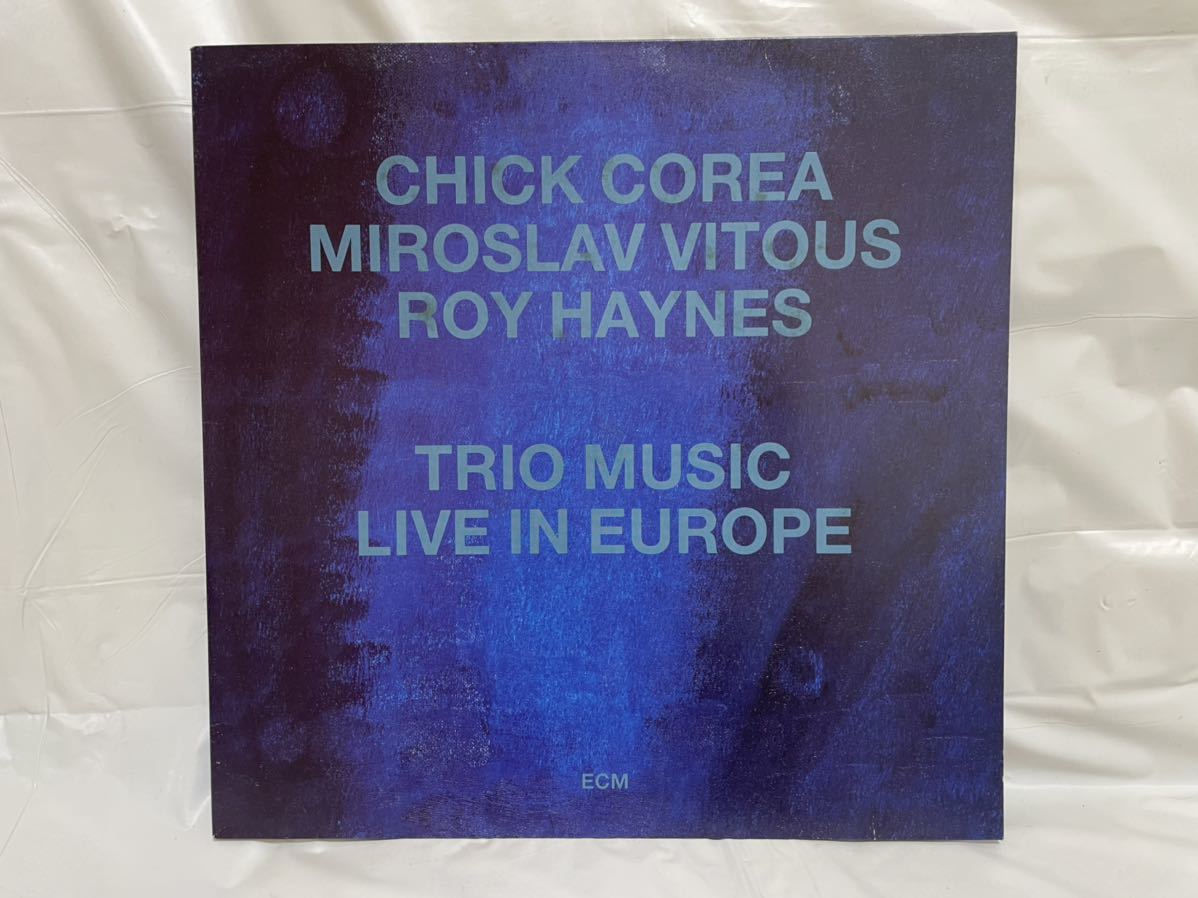 CHICK COREA
MIROSLAV VITOUS
ROY HAYNES
TRIO MUSIC
LIVE IN EUROPE
ECM